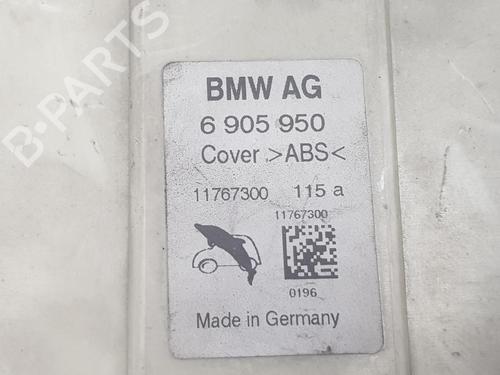 BMW AG
6 905 950
Cover >ABS<
11767300 115 a
11767300
0196
Made in Germany
B-PARTS